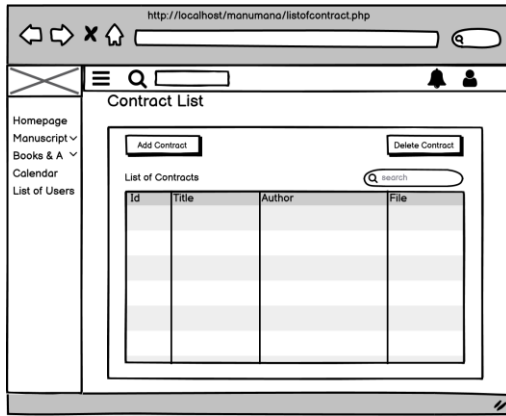 http://localhost/manumana/listofcontract.php
Contract List
Homepage
Manuscript
Books & A
Calendar
List of Users
Add Contract
Delete Contract
List of Contracts
search
Id Title Author File